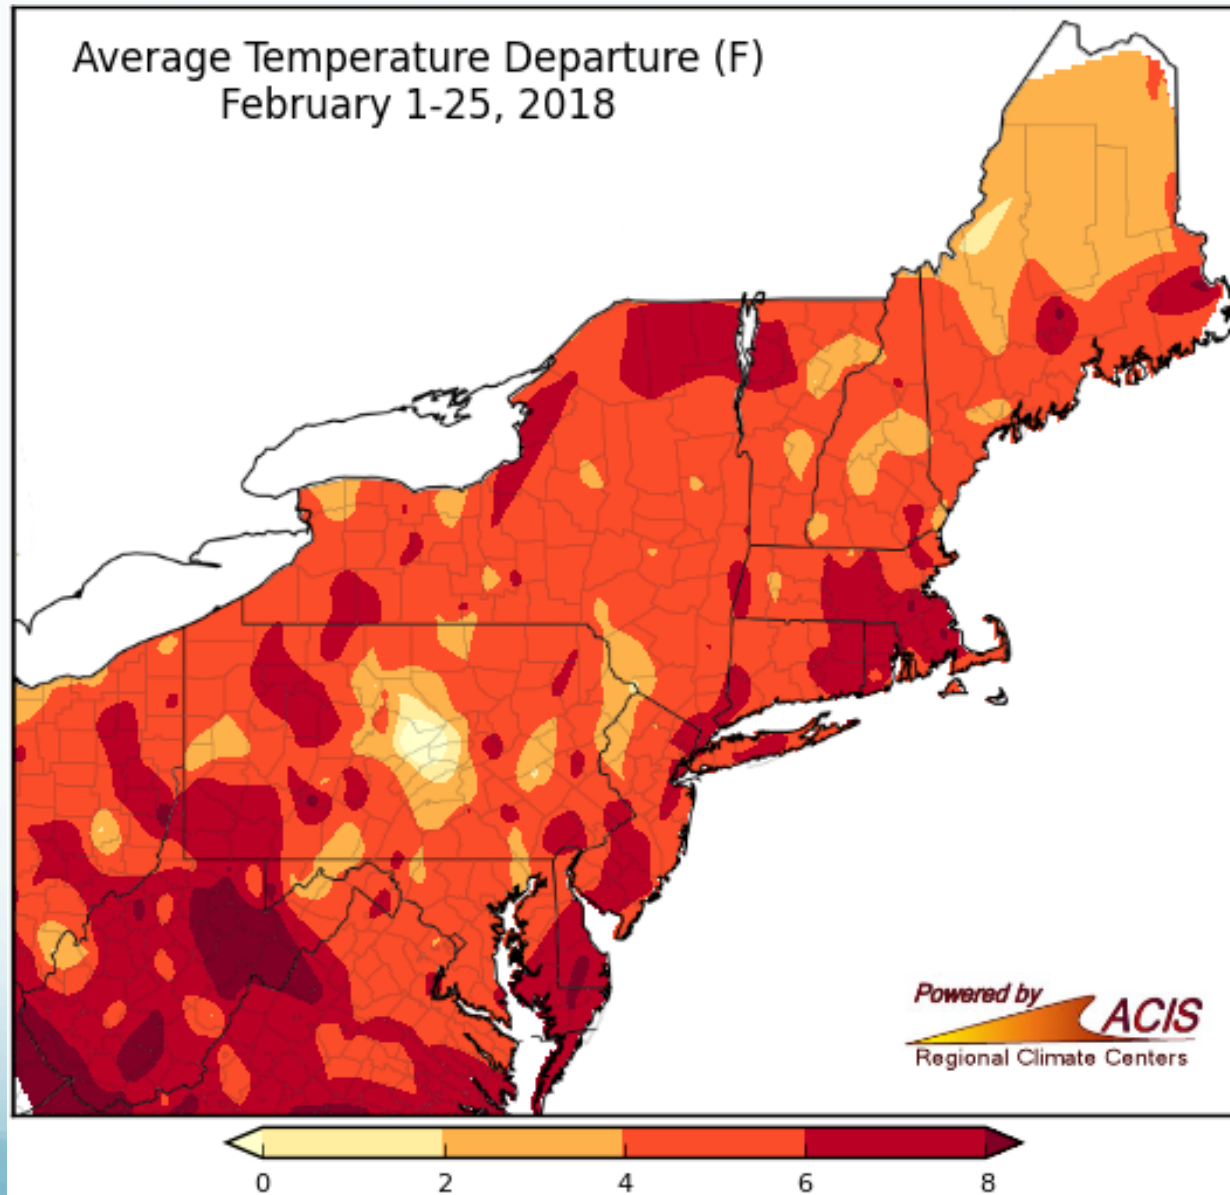 Average Temperature Departure (F)
February 1-25, 2018
Powered by
ACIS
Regional Climate Centers
0 2 4 6 8